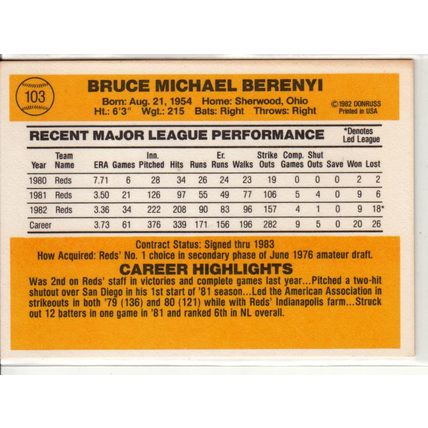 103
BRUCE MICHAEL BERENYI
Born: Aug. 21, 1954 Home: Sherwood, Ohio
Ht.: 6'3" Wgt.: 215 Bats: Right Throws: Right
©1982 DONRUSS
Printed in USA
RECENT MAJOR LEAGUE PERFORMANCE
*Denotes
Led League
Year Team Name ERA Games Inn. Pitched Hits Runs Er. Runs Walks Strike Outs Comp. Games Shut Outs Save Won Lost
1980 Reds 7.71 6 28 34 26 24 23 19 0 0 0 2 2
1981 Reds 3.50 21 126 97 55 49 77 106 5 4 0 9 6
1982 Reds 3.36 34 222 208 90 83 96 157 4 1 0 9 18*
Career 3.73 61 376 339 171 156 196 282 9 5 0 20 26
Contract Status: Signed thru 1983
How Acquired: Reds' No. 1 choice in secondary phase of June 1976 amateur draft.
CAREER HIGHLIGHTS
Was 2nd on Reds' staff in victories and complete games last year...Pitched a two-hit
shutout over San Diego in his 1st start of '81 season...Led the American Association in
strikeouts in both '79 (136) and 80 (121) while with Reds' Indianapolis farm...Struck
out 12 batters in one game in '81 and ranked 6th in NL overall.